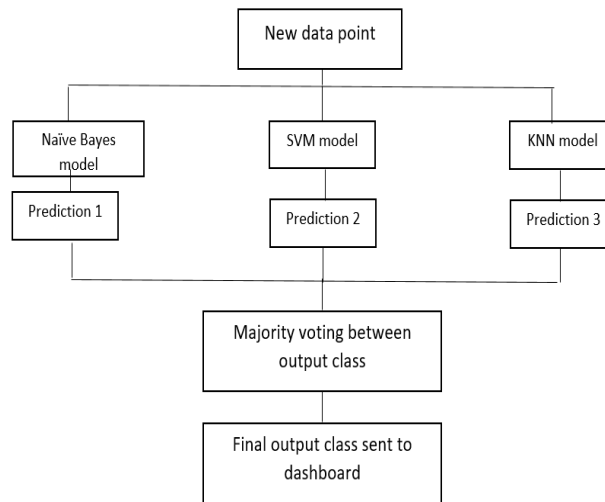 New data point
Naïve Bayes
model
SVM model
KNN model
Prediction 1
Prediction 2
Prediction 3
Majority voting between
output class
Final output class sent to
dashboard